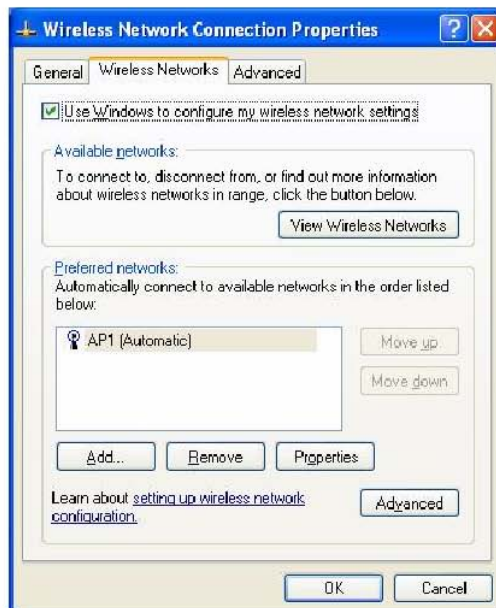 Wireless Network Connection Properties
General Wireless Networks Advanced
Use Windows to configure my wireless network settings
Available networks:
To connect to, disconnect from, or find out more information
about wireless networks in range, click the button below.
View Wireless Networks
Preferred networks:
Automatically connect to available networks in the order listed
below:
AP1 (Automatic)
Move up
Move down
Add... Remove Properties
Learn about setting up wireless network
configuration.
Advanced
OK Cancel